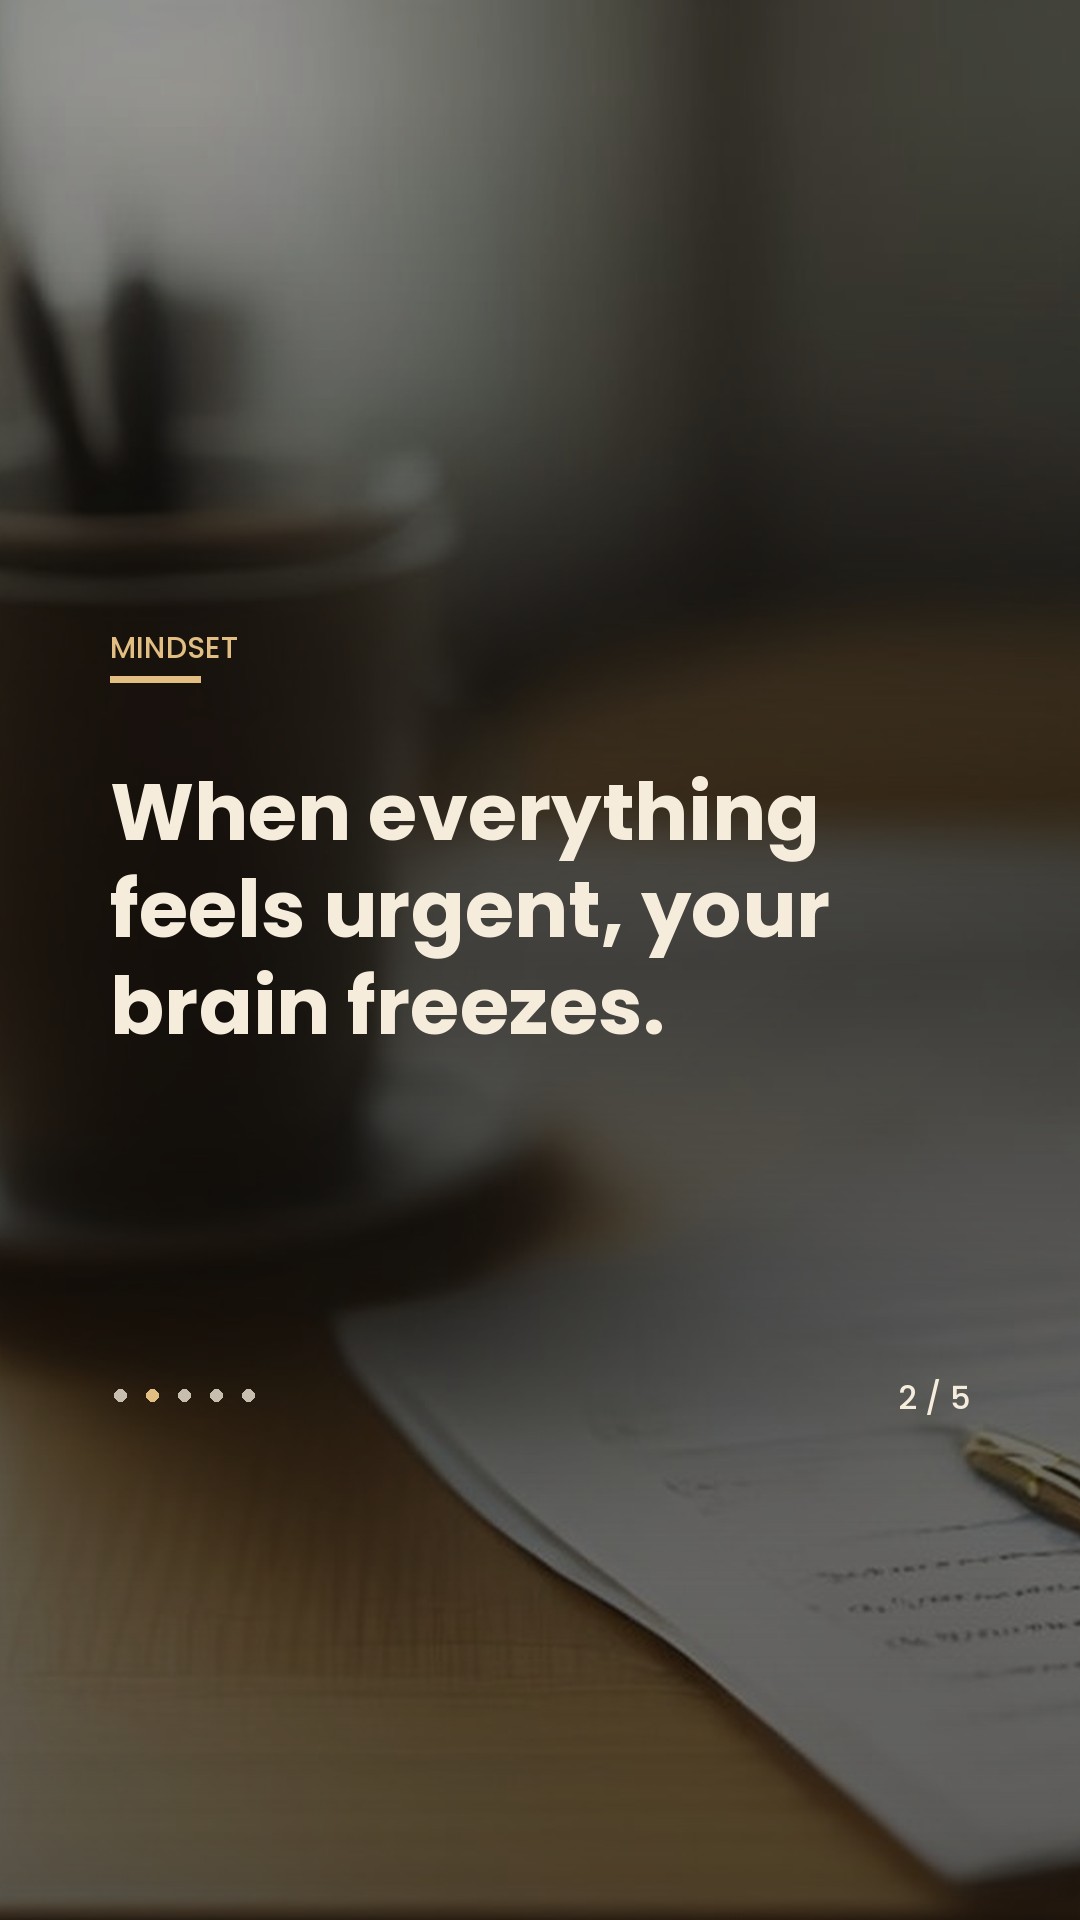 MINDSET
When everything
feels urgent, your
brain freezes.
2 / 5